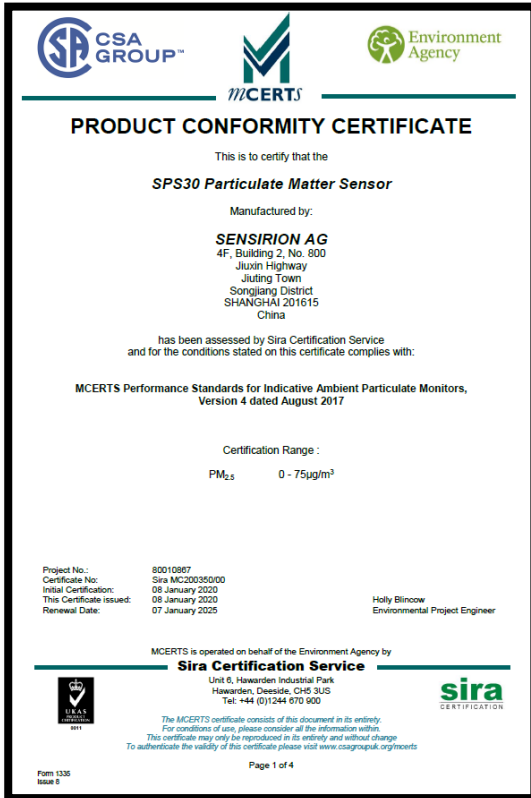 CSA
GROUP™
mCERTs
Environment
Agency
PRODUCT CONFORMITY CERTIFICATE
This is to certify that the
SPS30 Particulate Matter Sensor
Manufactured by:
SENSIRION AG
4F, Building 2, No. 800
Jiuxin Highway
Jiuting Town
Songjiang District
SHANGHAI 201615
China
has been assessed by Sira Certification Service
and for the conditions stated on this certificate complies with:
MCERTS Performance Standards for Indicative Ambient Particulate Monitors,
Version 4 dated August 2017
Certification Range :
PM2.5 0 - 75µg/m³
Project No.: 80010867
Certificate No: Sira MC200350/00
Initial Certification: 08 January 2020
This Certificate issued: 08 January 2020
Renewal Date: 07 January 2025
Holly Blincow
Environmental Project Engineer
MCERTS is operated on behalf of the Environment Agency by
Sira Certification Service
Unit 6, Hawarden Industrial Park
Hawarden, Deeside, CH5 3US
Tel: +44 (0)1244 670 900
UKAS
PRODUCT
CERTIFICATION
0011
sira
CERTIFICATION
The MCERTS certificate consists of this document in its entirety.
For conditions of use, please consider all the information within.
This certificate may only be reproduced in its entirety and without change
To authenticate the validity of this certificate please visit www.csagroupuk.org/mcerts
Page 1 of 4
Form 1335
Issue 8